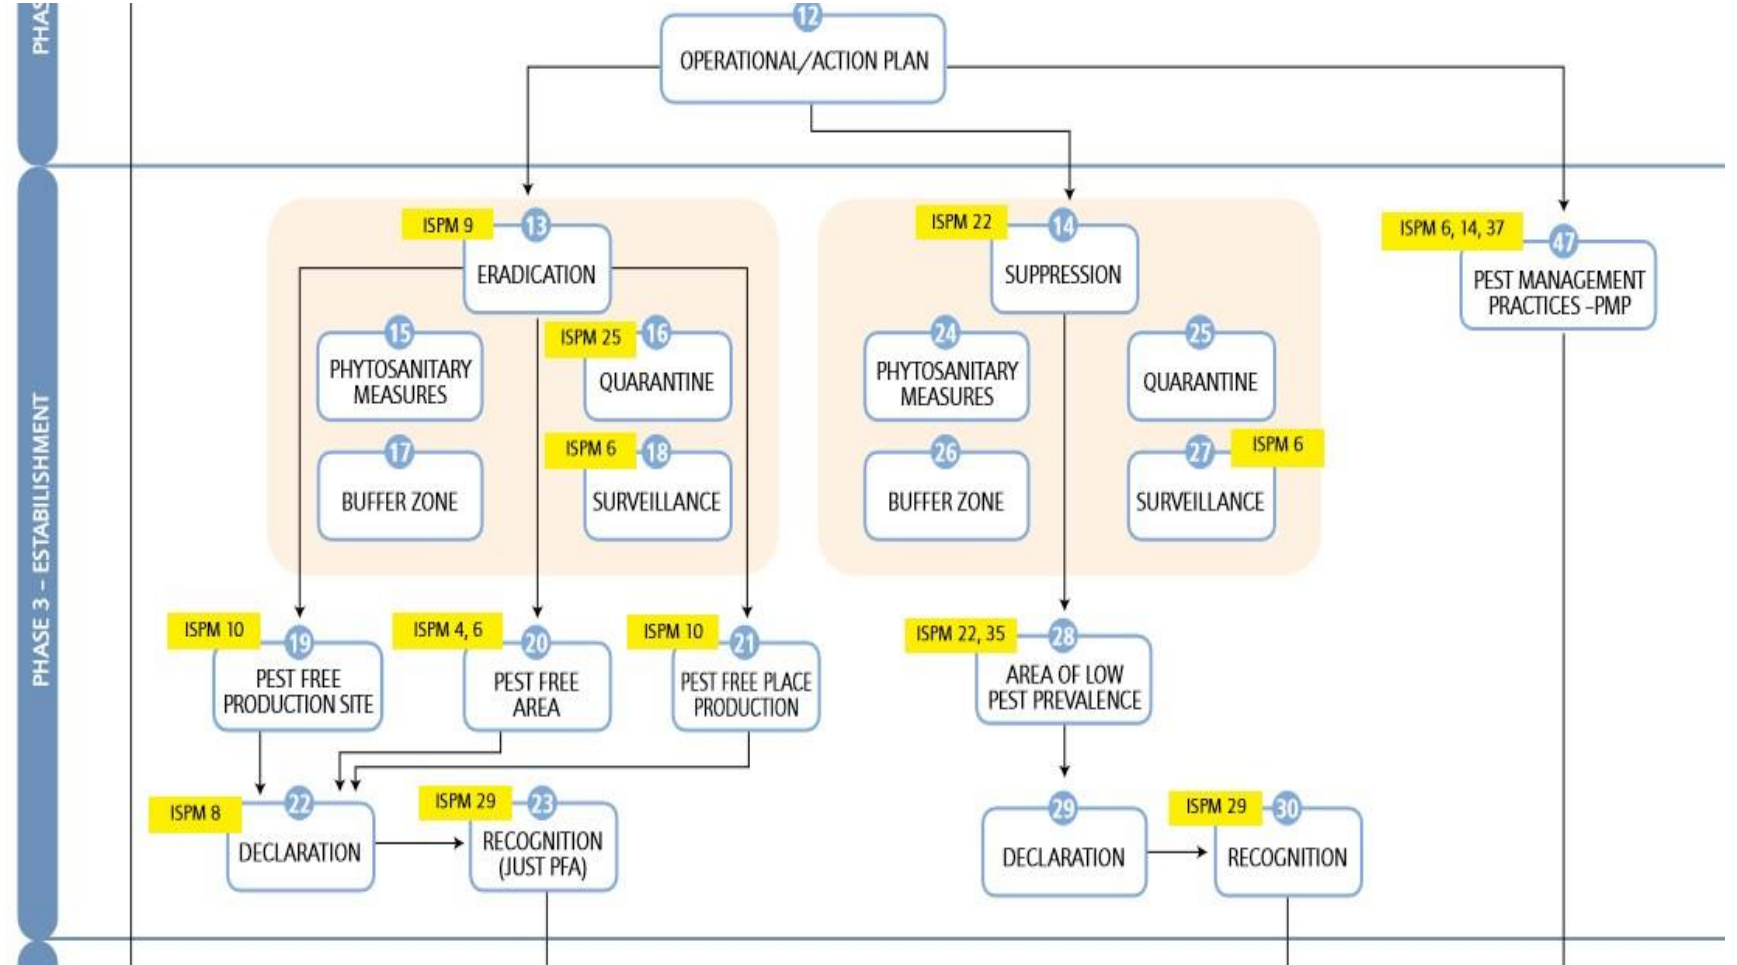 PHAS
12
OPERATIONAL/ACTION PLAN
PHASE 3 – ESTABILISHMENT
ISPM 9
13
ERADICATION
ISPM 22
14
SUPPRESSION
ISPM 6, 14, 37
47
PEST MANAGEMENT
PRACTICES –PMP
15
PHYTOSANITARY
MEASURES
ISPM 25
16
QUARANTINE
24
PHYTOSANITARY
MEASURES
25
QUARANTINE
17
BUFFER ZONE
ISPM 6
18
SURVEILLANCE
26
BUFFER ZONE
27
ISPM 6
SURVEILLANCE
ISPM 10
19
PEST FREE
PRODUCTION SITE
ISPM 4, 6
20
PEST FREE
AREA
ISPM 10
21
PEST FREE PLACE
PRODUCTION
ISPM 22, 35
28
AREA OF LOW
PEST PREVALENCE
ISPM 8
22
DECLARATION
ISPM 29
23
RECOGNITION
(JUST PFA)
29
DECLARATION
ISPM 29
30
RECOGNITION